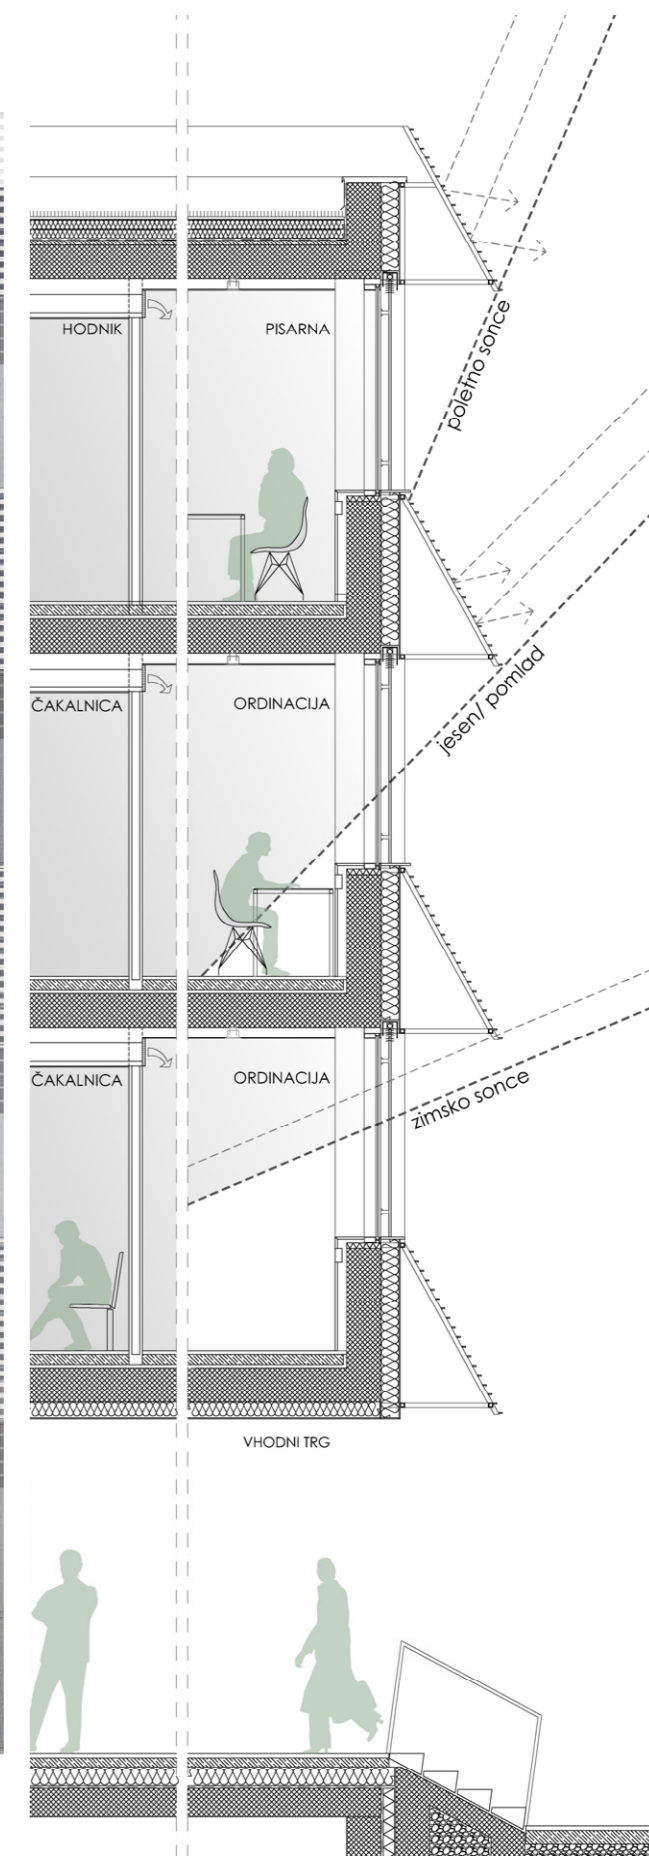 HODNIK
PISARNA
poletno sonce
ČAKALNICA
ORDINACIJA
jesen/ pomlad
ČAKALNICA
ORDINACIJA
zimsko sonce
VHODNI TRG